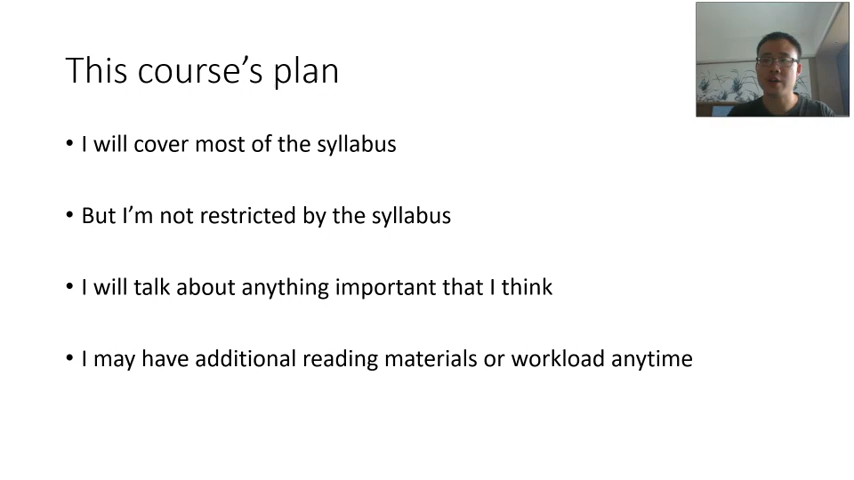 This course's plan
• I will cover most of the syllabus
• But I'm not restricted by the syllabus
• I will talk about anything important that I think
• I may have additional reading materials or workload anytime